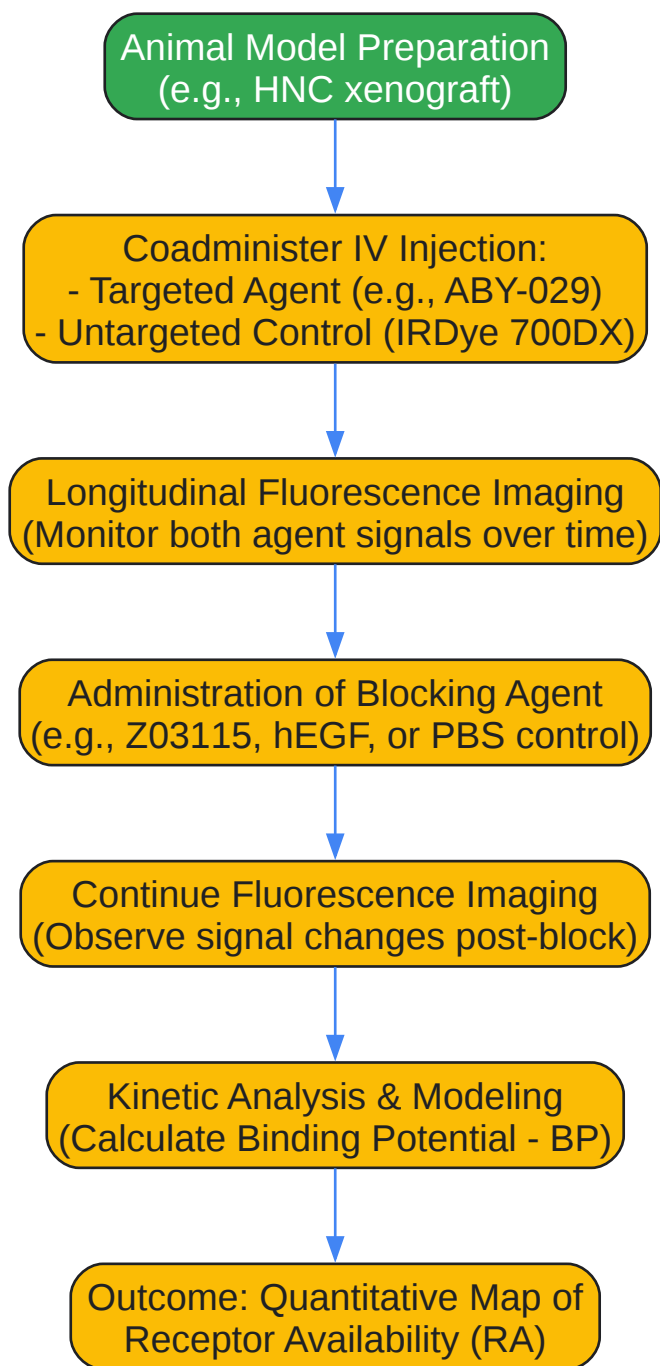 Animal Model Preparation
(e.g., HNC xenograft)
Coadminister IV Injection:
- Targeted Agent (e.g., ABY-029)
- Untargeted Control (IRDye 700DX)
Longitudinal Fluorescence Imaging
(Monitor both agent signals over time)
Administration of Blocking Agent
(e.g., Z03115, hEGF, or PBS control)
Continue Fluorescence Imaging
(Observe signal changes post-block)
Kinetic Analysis & Modeling
(Calculate Binding Potential - BP)
Outcome: Quantitative Map of
Receptor Availability (RA)